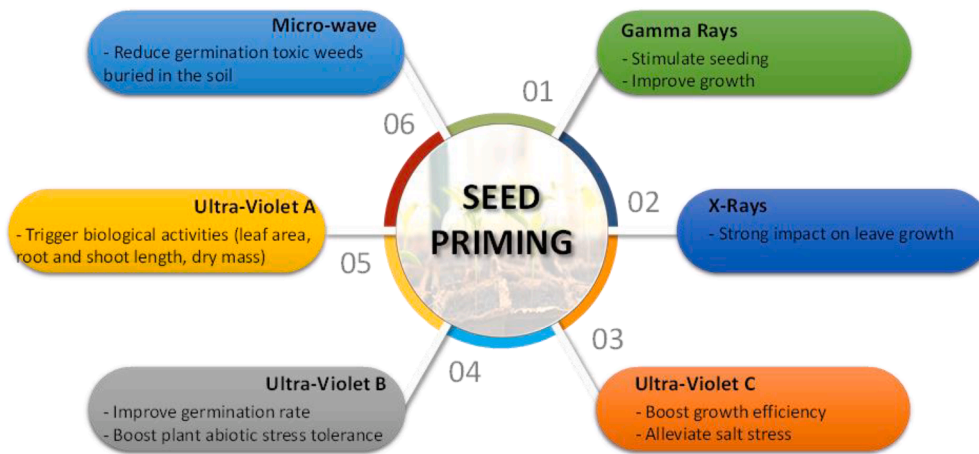 Micro-wave
- Reduce germination toxic weeds
buried in the soil
Gamma Rays
- Stimulate seeding
- Improve growth
01
06
SEED
PRIMING
02
Ultra-Violet A
- Trigger biological activities (leaf area,
root and shoot length, dry mass)
X-Rays
- Strong impact on leave growth
05
03
04
Ultra-Violet B
- Improve germination rate
- Boost plant abiotic stress tolerance
Ultra-Violet C
- Boost growth efficiency
- Alleviate salt stress